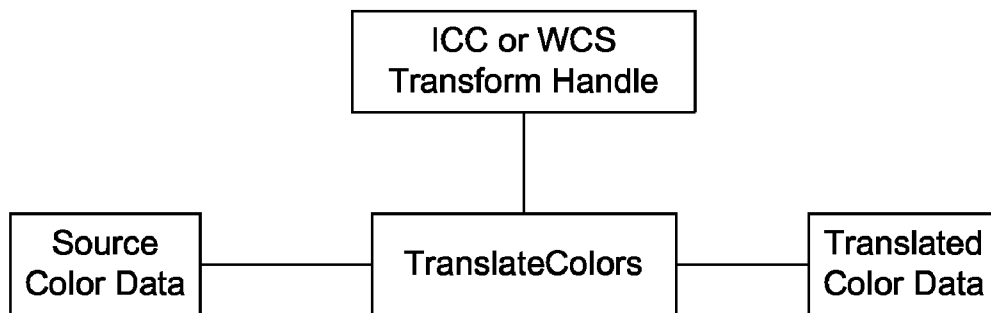 ICC or WCS
Transform Handle
Source
Color Data
TranslateColors
Translated
Color Data